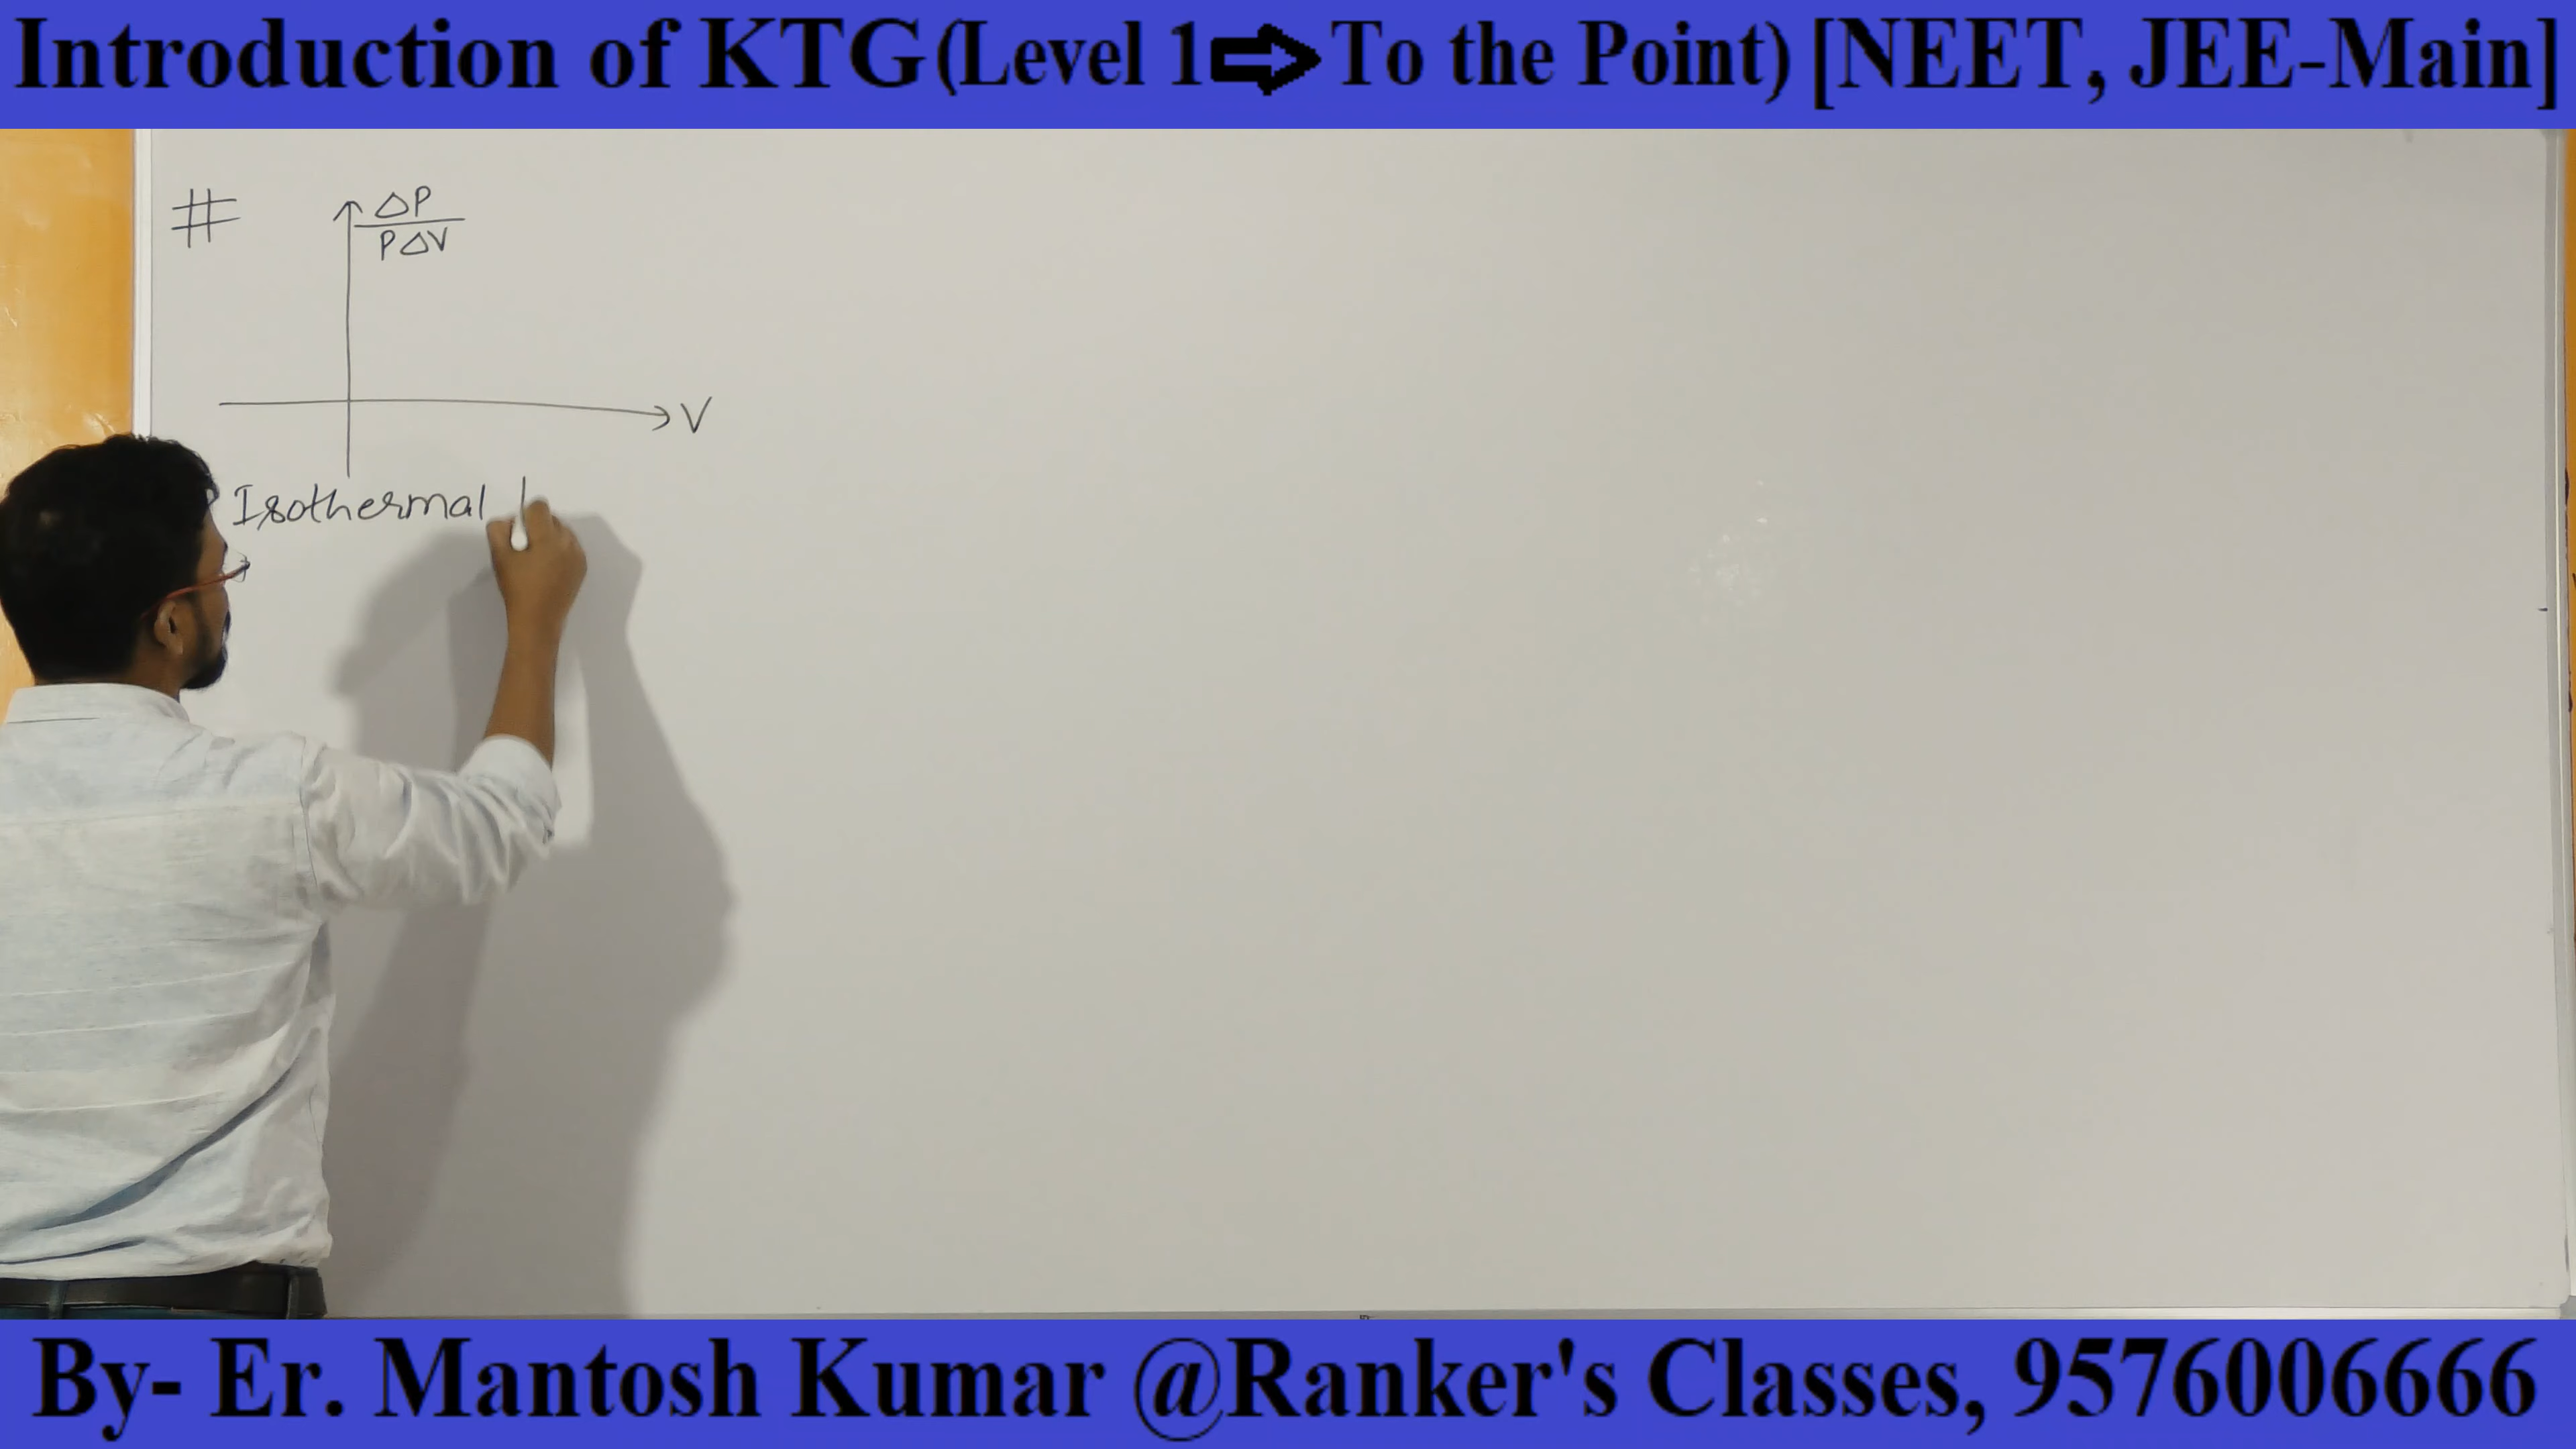 Introduction of KTG (Level 1⇒To the Point) [NEET, JEE-Main]
# ΔP
PΔV
V
Isothermal
By- Er. Mantosh Kumar @Ranker's Classes, 9576006666